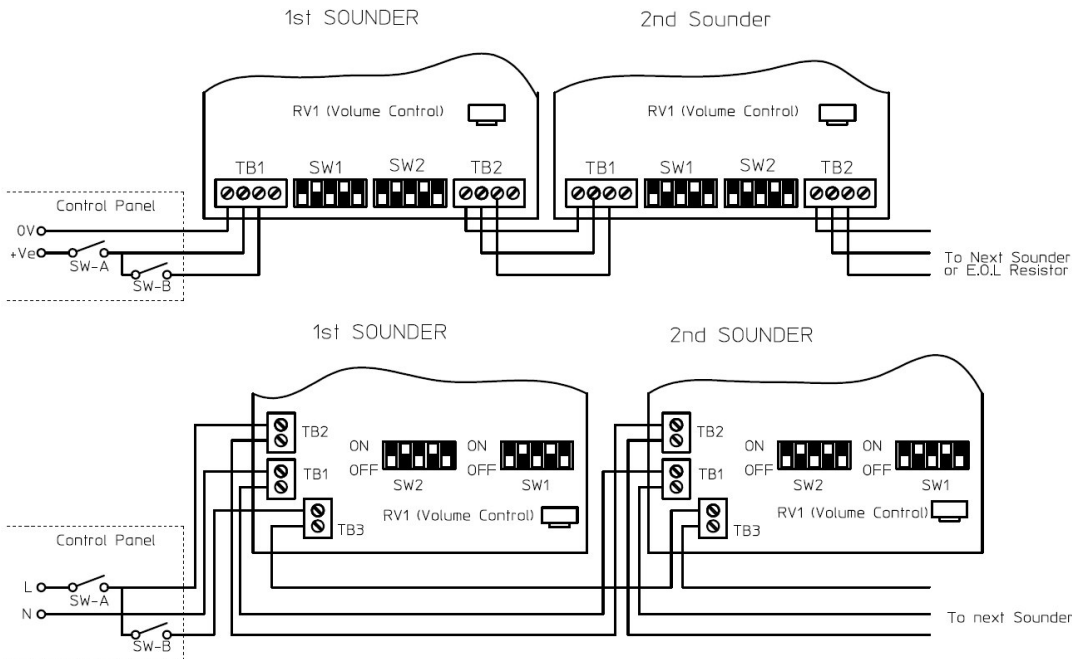 1st SOUNDER
2nd Sounder
RV1 (Volume Control)
RV1 (Volume Control)
TB1
SW1
SW2
TB2
TB1
SW1
SW2
TB2
Control Panel
0V
+Ve
SW-A
SW-B
To Next Sounder
or E.O.L Resistor
1st SOUNDER
2nd SOUNDER
TB2
ON
ON
OFF
OFF
TB1
SW2
SW1
RV1 (Volume Control)
TB3
TB2
ON
ON
OFF
OFF
TB1
SW2
SW1
RV1 (Volume Control)
TB3
Control Panel
L
SW-A
N
SW-B
To next Sounder